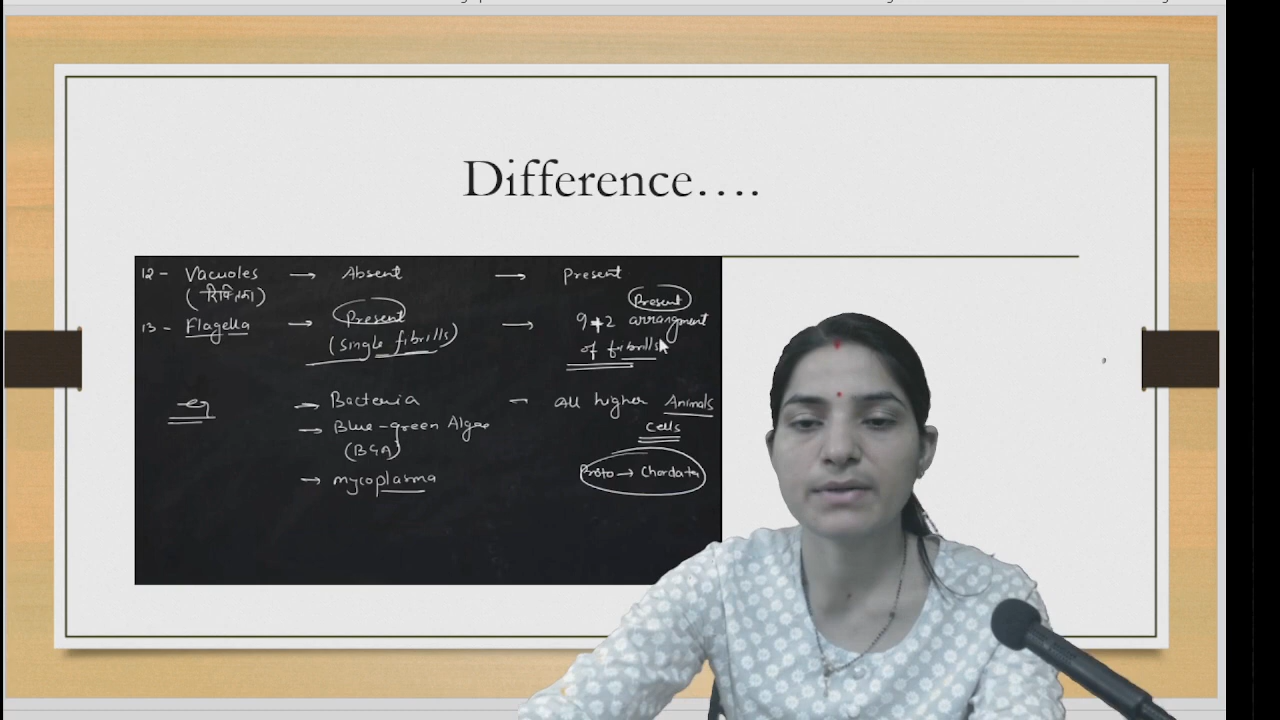 Difference….
12 - Vacuoles → Absent → Present
(रिक्तिका)
Present
13 - Flagella → Present → 9+2 arrangment
(single fibrills) of fibrills
eg → Bacteria - All higher Animals
→ Blue-green Algae Cells
(BGA)
→ mycoplasma Proto → Chordata